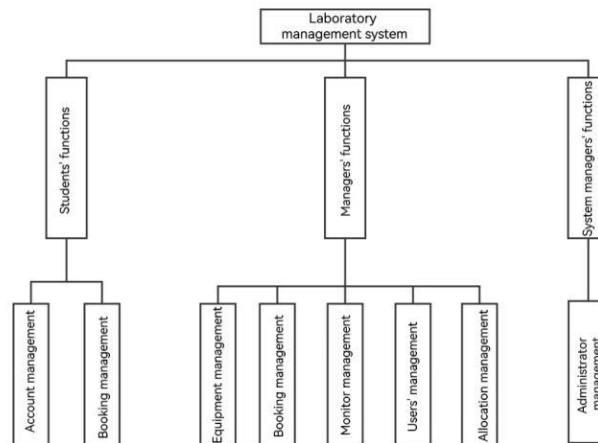 Laboratory
management system
Students' functions
Managers' functions
System managers' functions
Account management
Booking management
Equipment management
Booking management
Monitor management
Users' management
Allocation management
Administrator
management